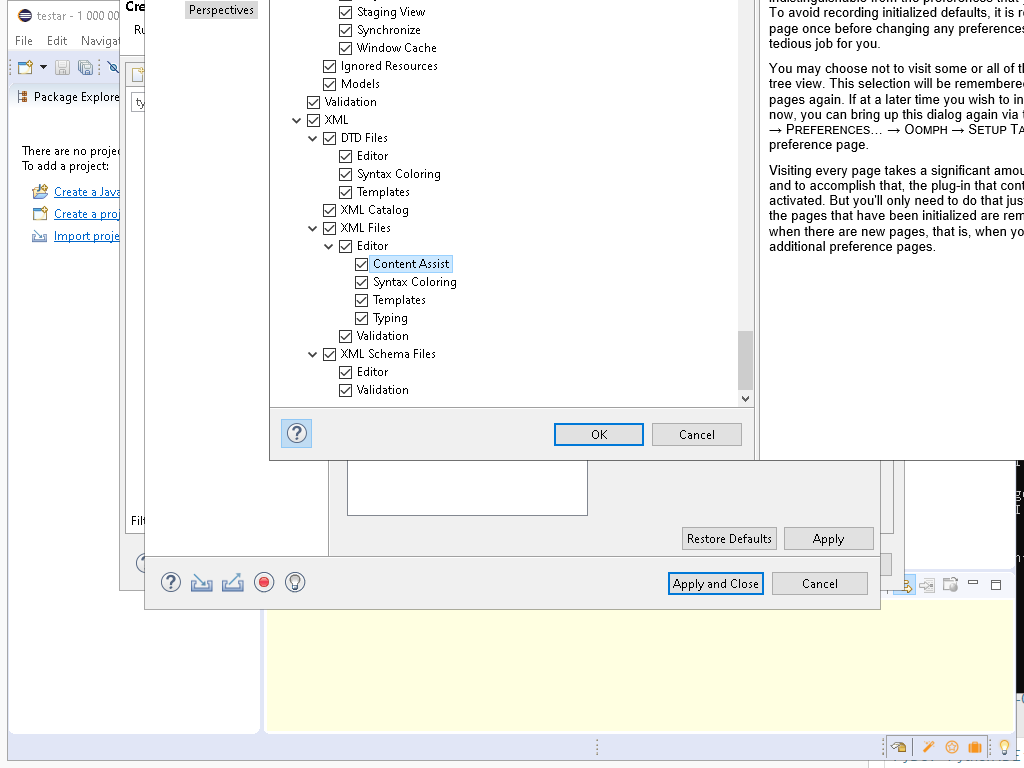 testar - 1 000 00
File Edit Navigat
Package Explore
There are no projec
To add a project:
Create a Java
Create a proj
Import proje
Cre
Ru
ty
Filt
Perspectives
Staging View
Synchronize
Window Cache
Ignored Resources
Models
Validation
XML
DTD Files
Editor
Syntax Coloring
Templates
XML Catalog
XML Files
Editor
Content Assist
Syntax Coloring
Templates
Typing
Validation
XML Schema Files
Editor
Validation
OK
Cancel
To avoid recording initialized defaults, it is r
page once before changing any preferences
tedious job for you.
You may choose not to visit some or all of th
tree view. This selection will be remembered
pages again. If at a later time you wish to in
now, you can bring up this dialog again via t
→ PREFERENCES... → OOMPH → SETUP TA
preference page.
Visiting every page takes a significant amou
and to accomplish that, the plug-in that cont
activated. But you'll only need to do that jus
the pages that have been initialized are rem
when there are new pages, that is, when yo
additional preference pages.
Restore Defaults
Apply
Apply and Close
Cancel